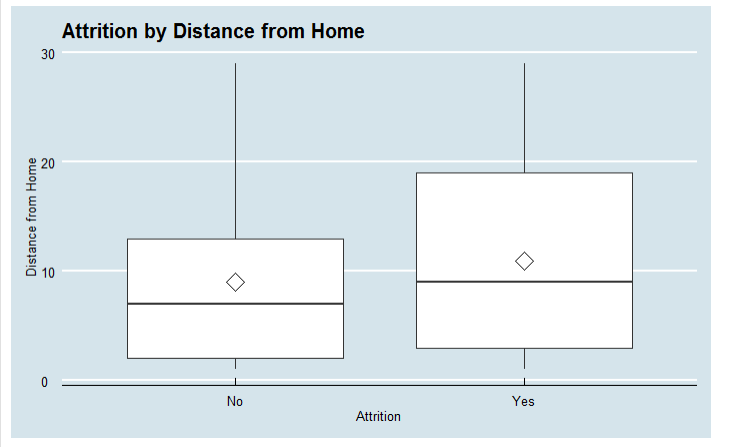 Attrition by Distance from Home
30
20
10
0
Distance from Home
No
Yes
Attrition